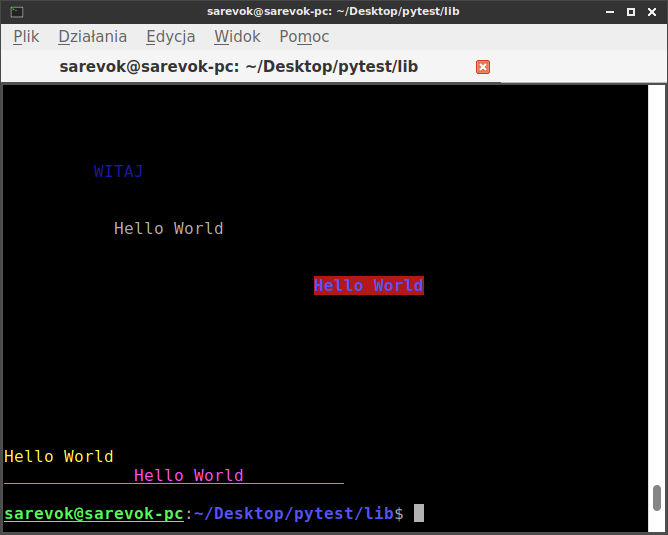 sarevok@sarevok-pc: ~/Desktop/pytest/lib
Plik Działania Edycja Widok Pomoc
sarevok@sarevok-pc: ~/Desktop/pytest/lib
WITAJ
Hello World
Hello World
Hello World
Hello World
sarevok@sarevok-pc:~/Desktop/pytest/lib$